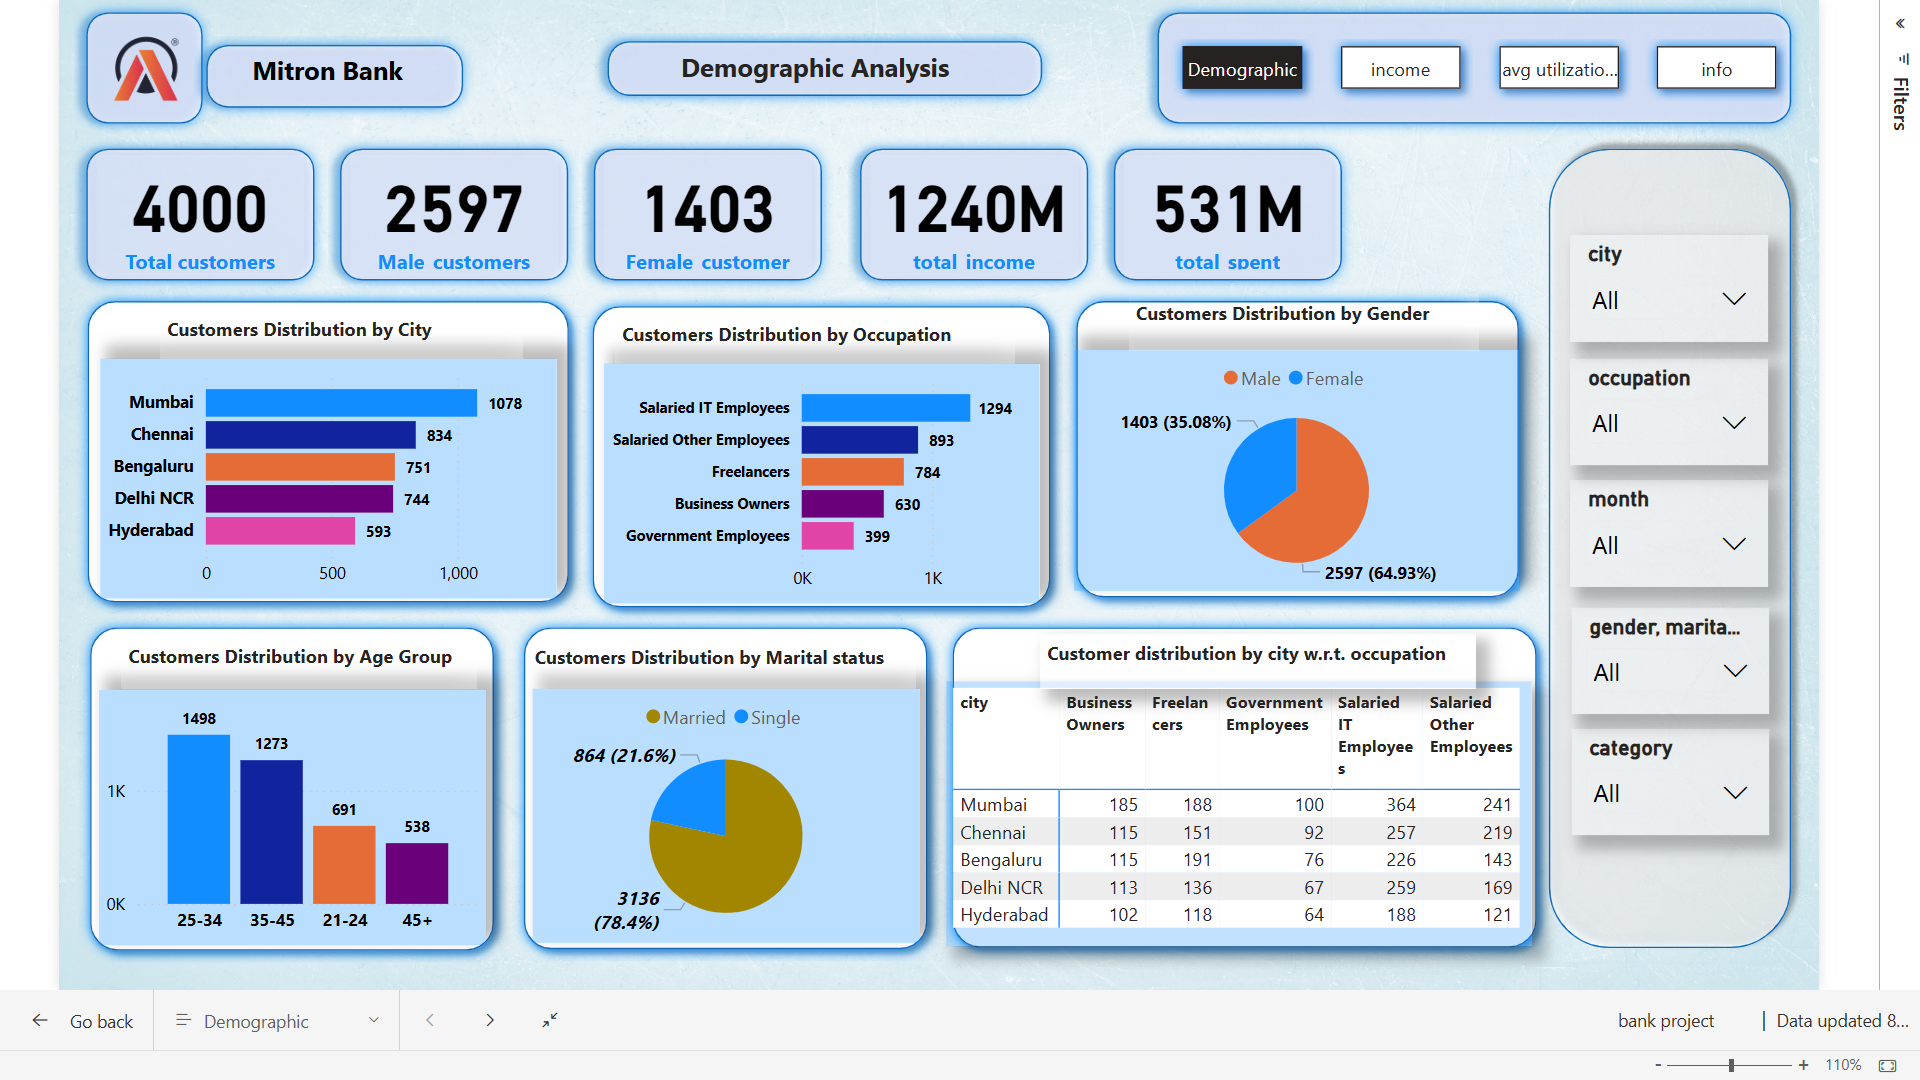 Mitron Bank
Demographic Analysis
Demographic
income
avg utilizatio...
info
«
Filters
4000
Total customers
2597
Male customers
1403
Female customer
1240M
total income
531M
total spent
city
All
occupation
All
month
All
gender, marita...
All
category
All
Customers Distribution by City
Mumbai 1078
Chennai 834
Bengaluru 751
Delhi NCR 744
Hyderabad 593
0 500 1,000
Customers Distribution by Occupation
Salaried IT Employees 1294
Salaried Other Employees 893
Freelancers 784
Business Owners 630
Government Employees 399
0K 1K
Customers Distribution by Gender
Male Female
1403 (35.08%)
2597 (64.93%)
Customers Distribution by Age Group
1498
1273
691
538
1K
0K
25-34 35-45 21-24 45+
Customers Distribution by Marital status
Married Single
864 (21.6%)
3136
(78.4%)
Customer distribution by city w.r.t. occupation
city Business Freelan Government Salaried Salaried
Owners cers Employees IT Other
Employee Employees
s
Mumbai 185 188 100 364 241
Chennai 115 151 92 257 219
Bengaluru 115 191 76 226 143
Delhi NCR 113 136 67 259 169
Hyderabad 102 118 64 188 121
Go back
Demographic
bank project | Data updated 8...
- + 110%